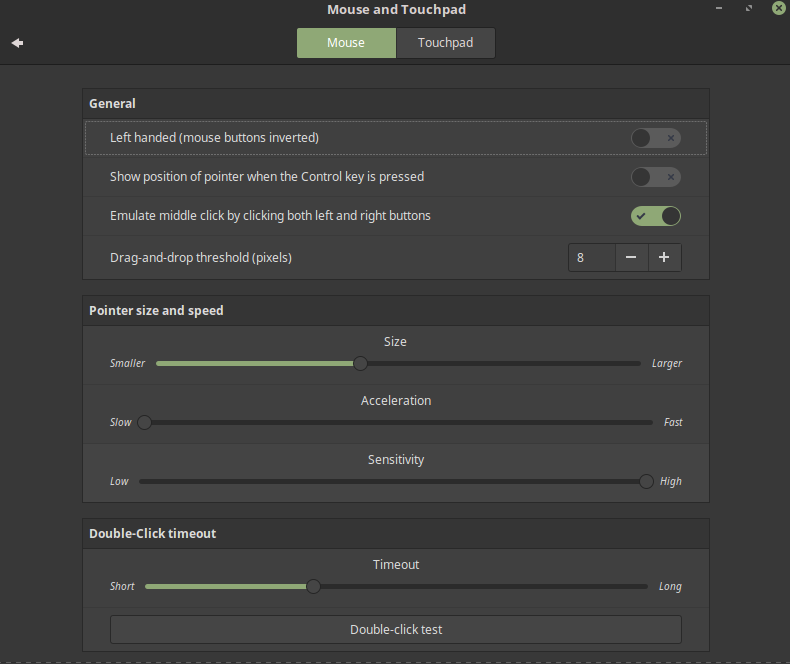 Mouse and Touchpad
Mouse Touchpad
General
Left handed (mouse buttons inverted)
Show position of pointer when the Control key is pressed
Emulate middle click by clicking both left and right buttons
Drag-and-drop threshold (pixels) 8 − +
Pointer size and speed
Size
Smaller Larger
Acceleration
Slow Fast
Sensitivity
Low High
Double-Click timeout
Timeout
Short Long
Double-click test